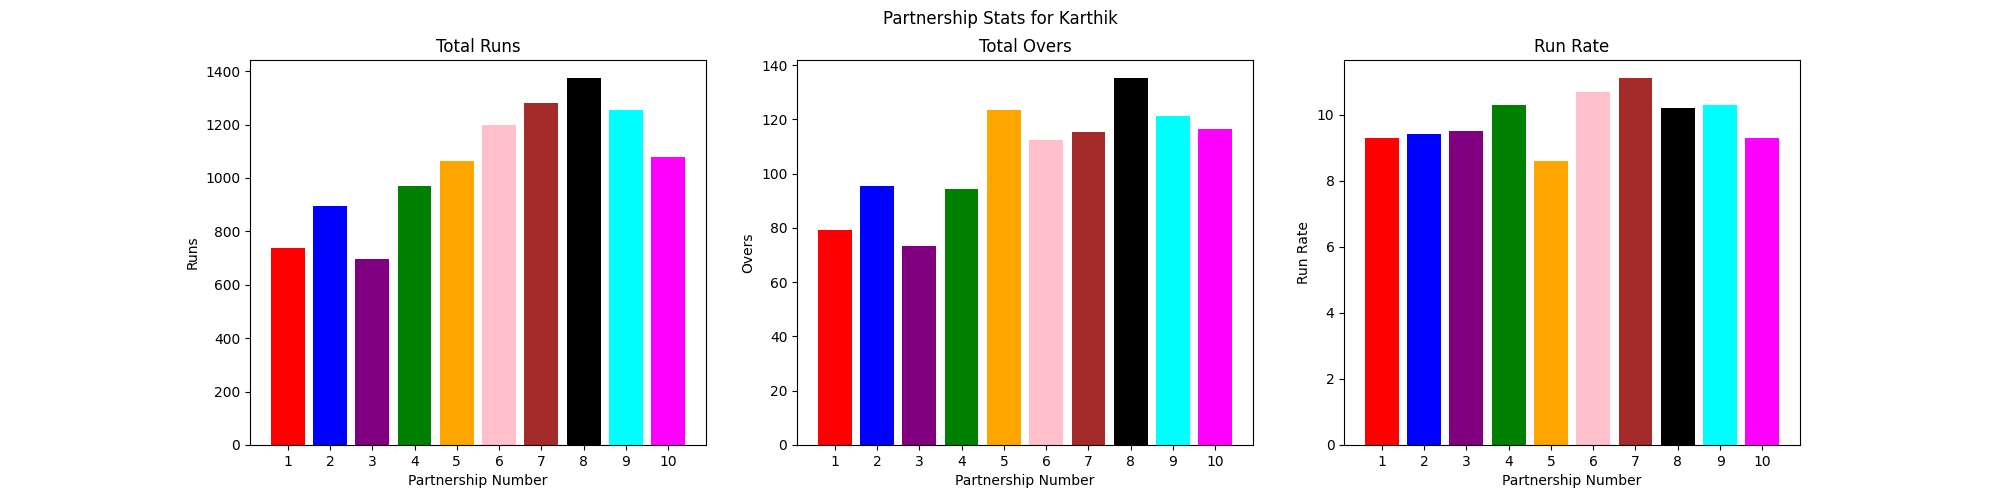 Partnership Stats for Karthik
Total Runs
1400
1200
1000
800
600
400
200
0
Runs
1 2 3 4 5 6 7 8 9 10
Partnership Number
Total Overs
140
120
100
80
60
40
20
0
Overs
1 2 3 4 5 6 7 8 9 10
Partnership Number
Run Rate
10
8
6
4
2
0
Run Rate
1 2 3 4 5 6 7 8 9 10
Partnership Number